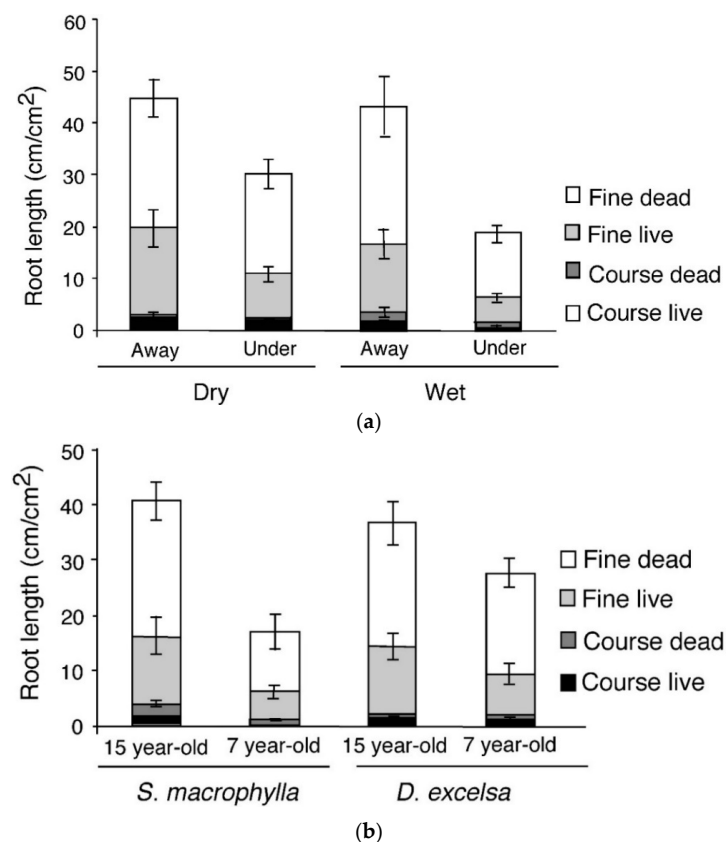 60
50
40
30
20
10
0
Root length (cm/cm²)
Away Under Away Under
Dry Wet
Fine dead
Fine live
Course dead
Course live
(a)
50
40
30
20
10
0
Root length (cm/cm²)
15 year-old 7 year-old 15 year-old 7 year-old
S. macrophylla D. excelsa
Fine dead
Fine live
Course dead
Course live
(b)